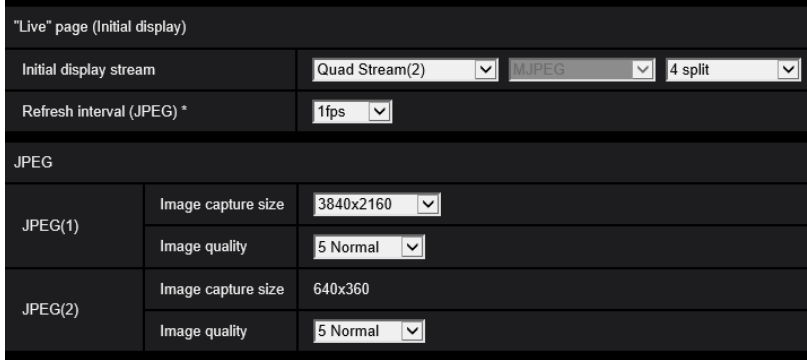 "Live" page (Initial display)
Initial display stream Quad Stream(2) MJPEG 4 split
Refresh interval (JPEG) * 1fps
JPEG
JPEG(1)
Image capture size 3840x2160
Image quality 5 Normal
JPEG(2)
Image capture size 640x360
Image quality 5 Normal